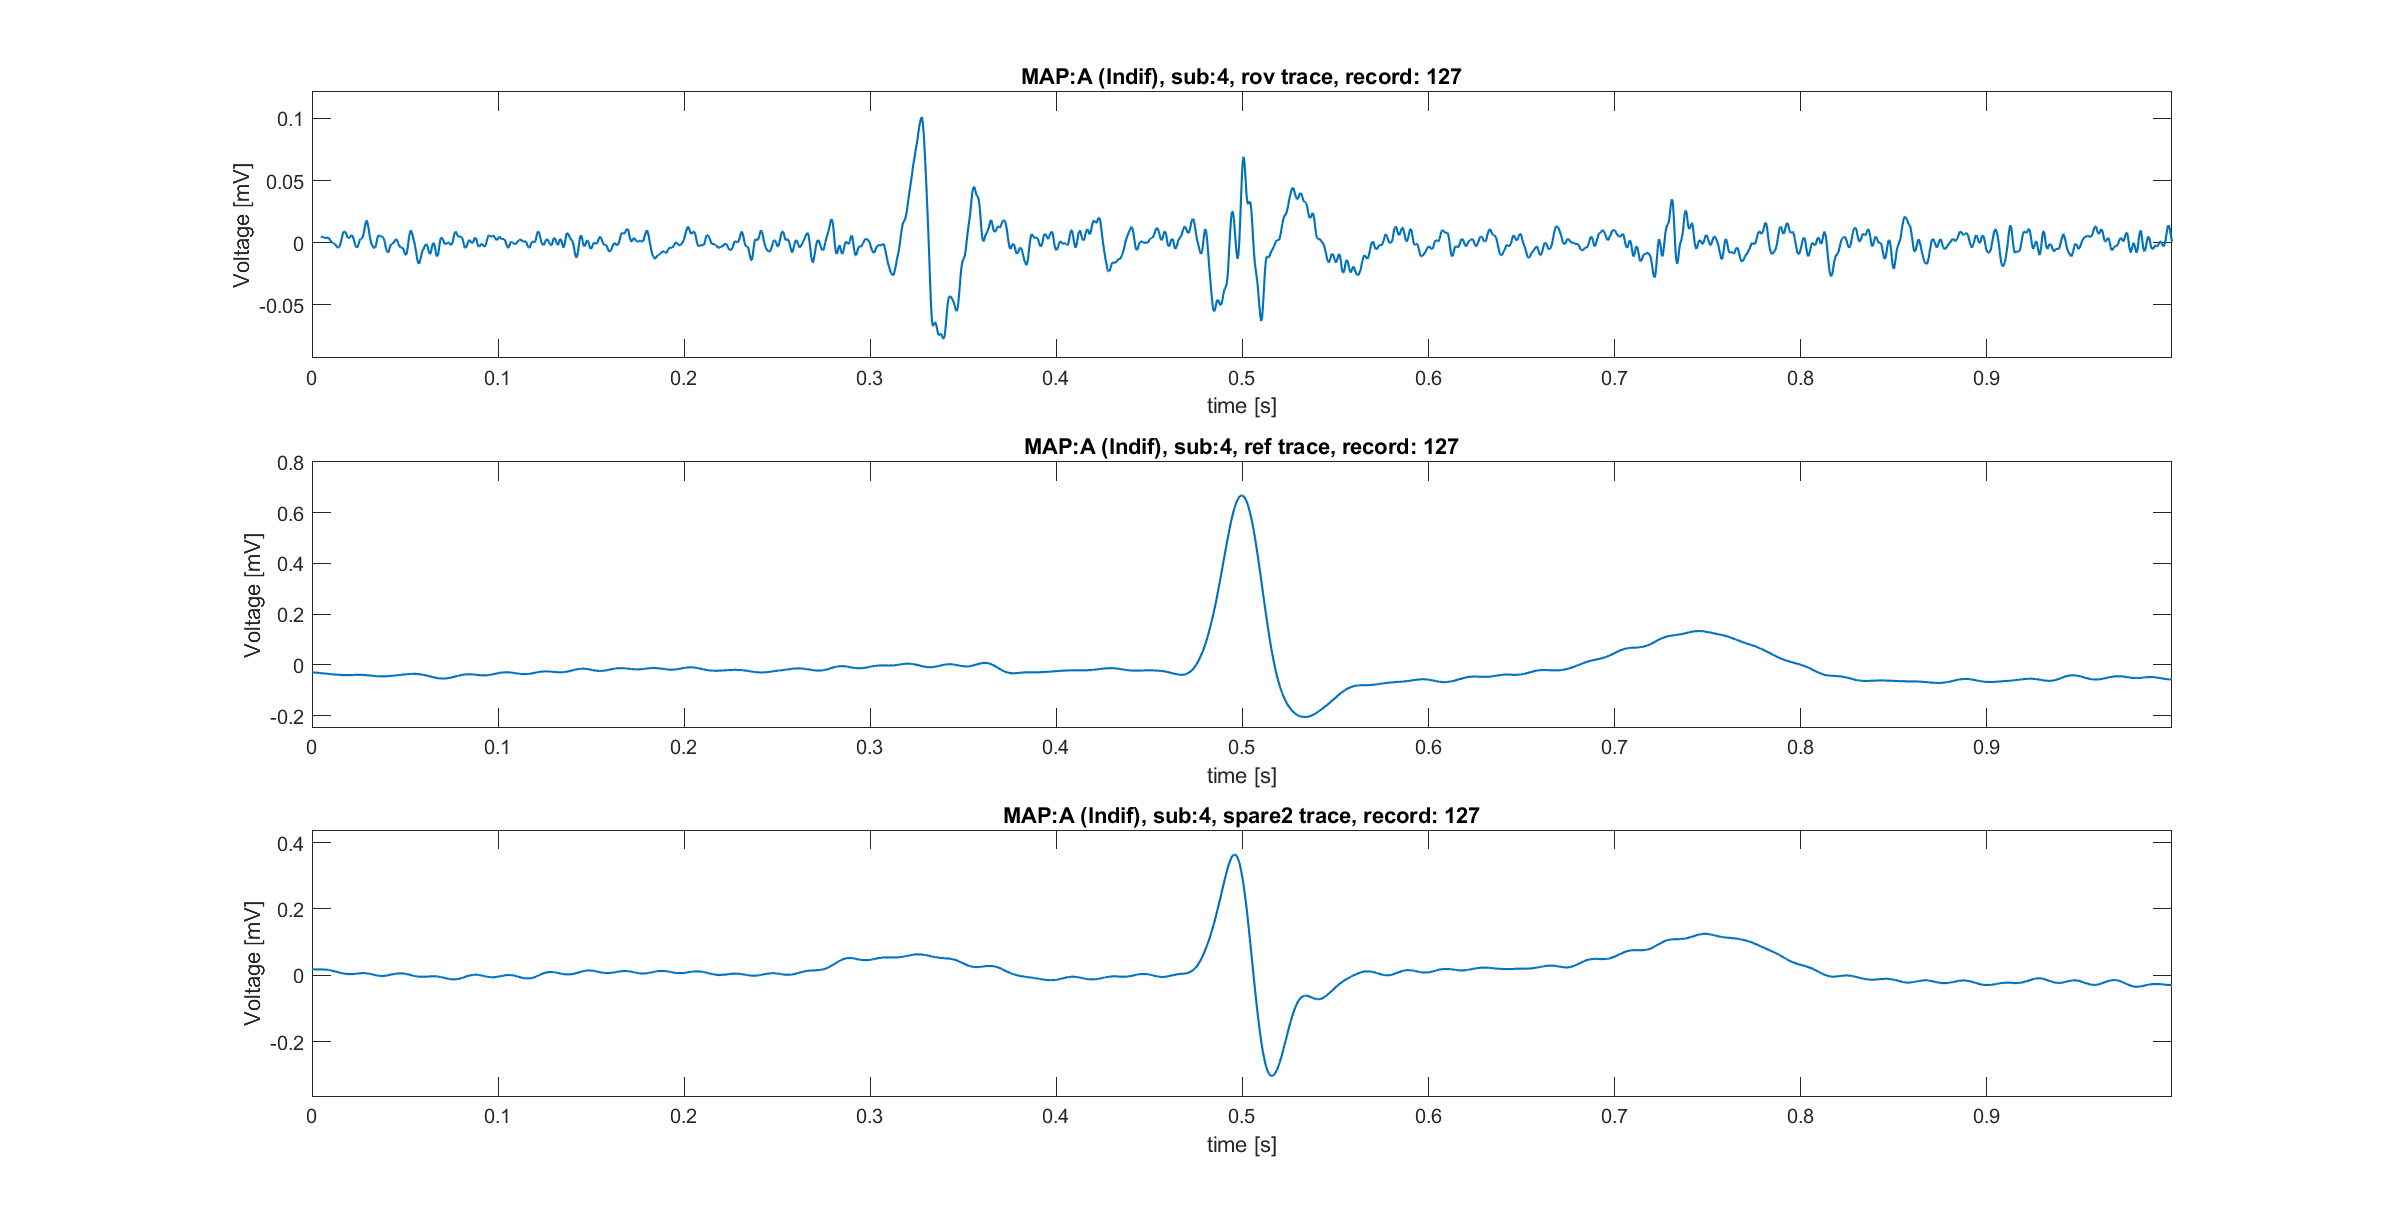 MAP:A (Indif), sub:4, rov trace, record: 127
Voltage [mV]
0.1
0.05
0
-0.05
0 0.1 0.2 0.3 0.4 0.5 0.6 0.7 0.8 0.9
time [s]
MAP:A (Indif), sub:4, ref trace, record: 127
Voltage [mV]
0.8
0.6
0.4
0.2
0
-0.2
0 0.1 0.2 0.3 0.4 0.5 0.6 0.7 0.8 0.9
time [s]
MAP:A (Indif), sub:4, spare2 trace, record: 127
Voltage [mV]
0.4
0.2
0
-0.2
0 0.1 0.2 0.3 0.4 0.5 0.6 0.7 0.8 0.9
time [s]